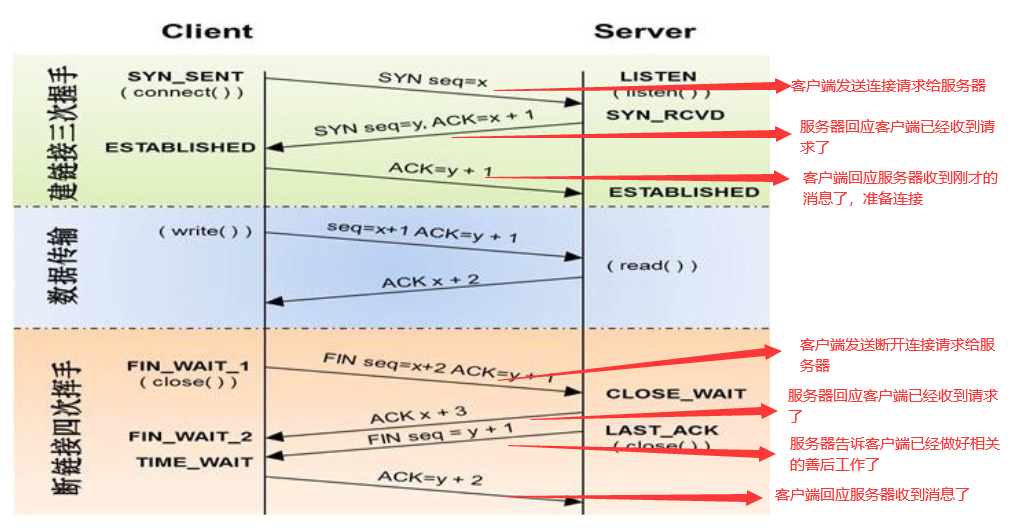 Client
Server
建链接三次握手
SYN_SENT
(connect())
SYN seq=x
LISTEN
(listen())
客户端发送连接请求给服务器
SYN_RCVD
SYN seq=y, ACK=x + 1
服务器回应客户端已经收到请
求了
ESTABLISHED
ACK=y + 1
ESTABLISHED
客户端回应服务器收到刚才的
消息了，准备连接
数据传输
(write())
seq=x+1 ACK=y + 1
(read())
ACK x + 2
断链接四次挥手
FIN_WAIT_1
(close())
FIN seq=x+2 ACK=y + 1
客户端发送断开连接请求给服
务器
CLOSE_WAIT
ACK x + 3
服务器回应客户端已经收到请求
了
FIN_WAIT_2
FIN seq = y + 1
LAST_ACK
(close())
服务器告诉客户端已经做好相关
的善后工作了
TIME_WAIT
ACK=y + 2
客户端回应服务器收到消息了